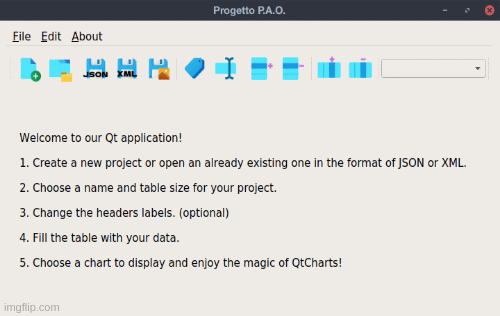 Progetto P.A.O.
File Edit About
JSON XML
Welcome to our Qt application!
1. Create a new project or open an already existing one in the format of JSON or XML.
2. Choose a name and table size for your project.
3. Change the headers labels. (optional)
4. Fill the table with your data.
5. Choose a chart to display and enjoy the magic of QtCharts!
imgflip.com